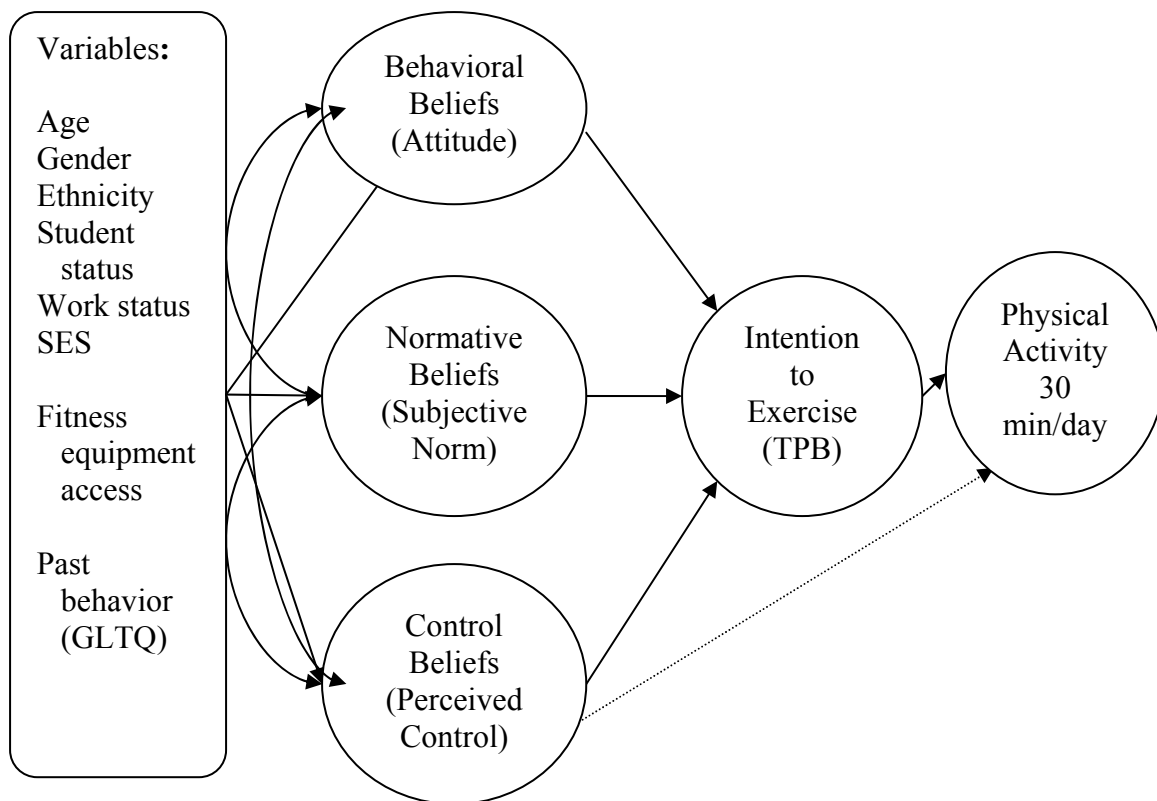 Variables:
Age
Gender
Ethnicity
Student
status
Work status
SES
Fitness
equipment
access
Past
behavior
(GLTQ)
Behavioral
Beliefs
(Attitude)
Normative
Beliefs
(Subjective
Norm)
Control
Beliefs
(Perceived
Control)
Intention
to
Exercise
(TPB)
Physical
Activity
30
min/day